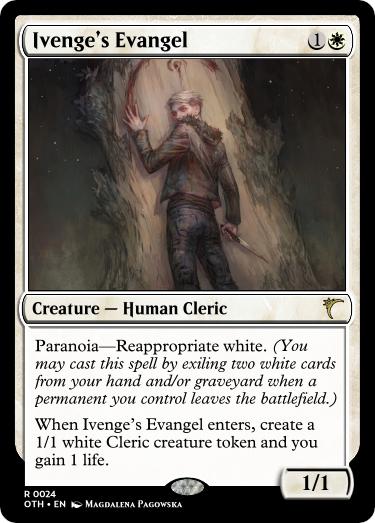 Ivenge's Evangel
1
Creature — Human Cleric
Paranoia—Reappropriate white. (You
may cast this spell by exiling two white cards
from your hand and/or graveyard when a
permanent you control leaves the battlefield.)
When Ivenge's Evangel enters, create a
1/1 white Cleric creature token and you
gain 1 life.
1/1
R 0024
OTH • EN Magdalena Pagowska